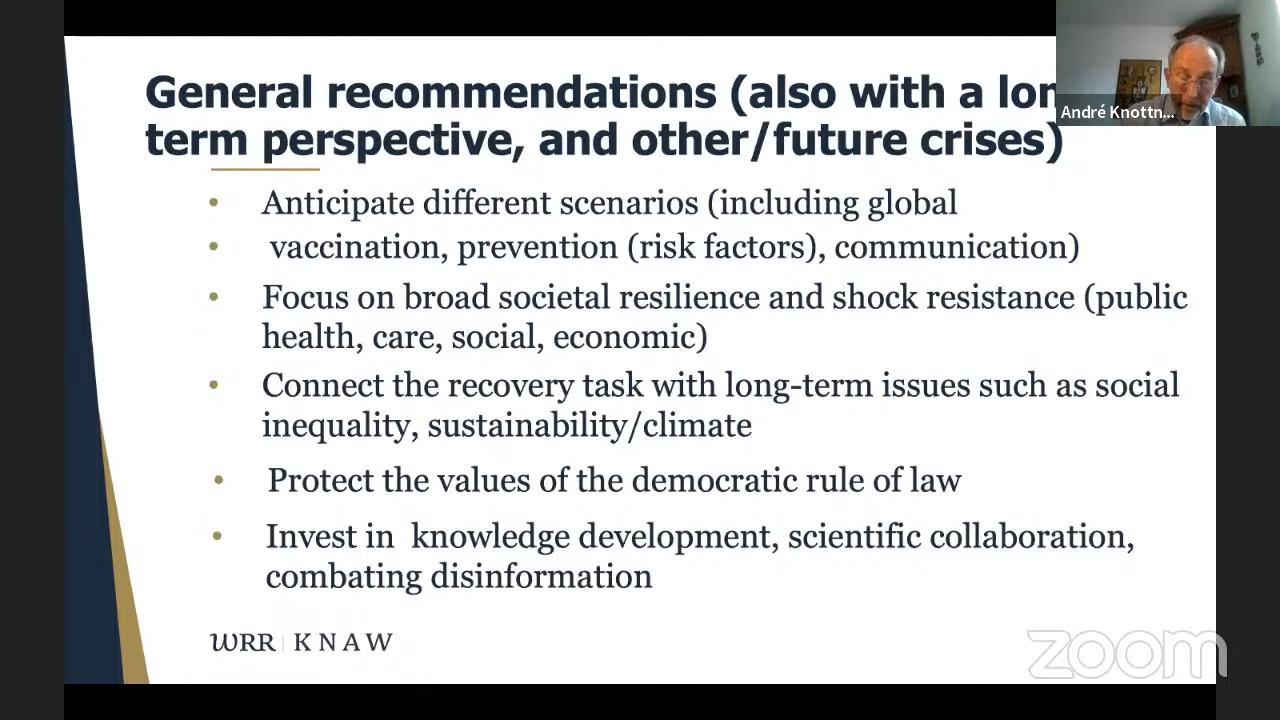 General recommendations (also with a lon
term perspective, and other/future crises)
André Knottn...
• Anticipate different scenarios (including global
• vaccination, prevention (risk factors), communication)
• Focus on broad societal resilience and shock resistance (public
health, care, social, economic)
• Connect the recovery task with long-term issues such as social
inequality, sustainability/climate
• Protect the values of the democratic rule of law
• Invest in knowledge development, scientific collaboration,
combating disinformation
WRR | KNAW
zoom